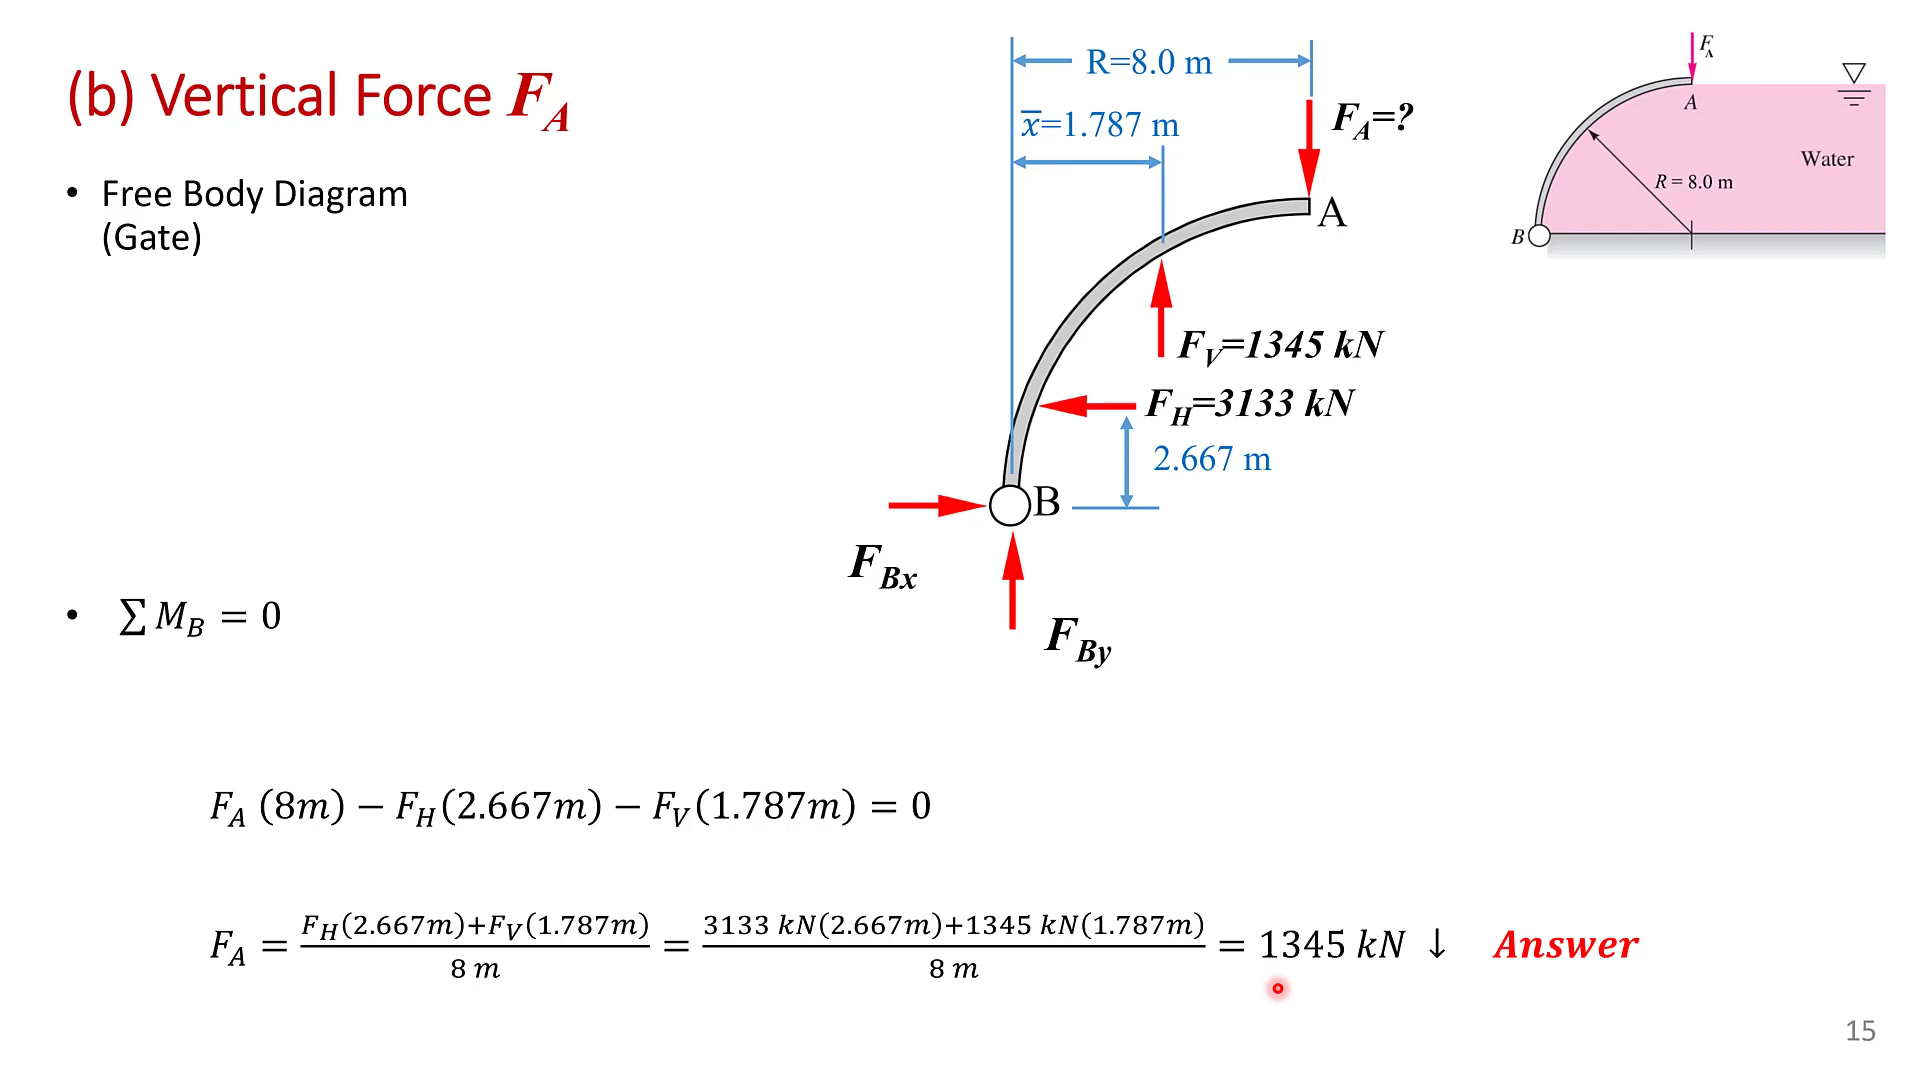 (b) Vertical Force F_A
• Free Body Diagram
(Gate)
R=8.0 m
x̅=1.787 m
F_A=?
A
F_V=1345 kN
F_H=3133 kN
2.667 m
B
F_Bx
F_By
F_A
A
Water
R = 8.0 m
B
• ∑ M_B = 0
F_A (8m) − F_H(2.667m) − F_V(1.787m) = 0
F_A = \frac{F_H(2.667m)+F_V(1.787m)}{8 m} = \frac{3133 kN(2.667m)+1345 kN(1.787m)}{8 m} = 1345 kN ↓ Answer
15